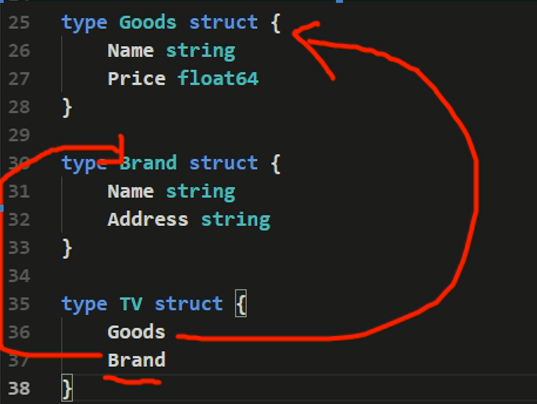 25 type Goods struct {
26 Name string
27 Price float64
28 }
29
30 type Brand struct {
31 Name string
32 Address string
33 }
34
35 type TV struct {
36 Goods
37 Brand
38 }